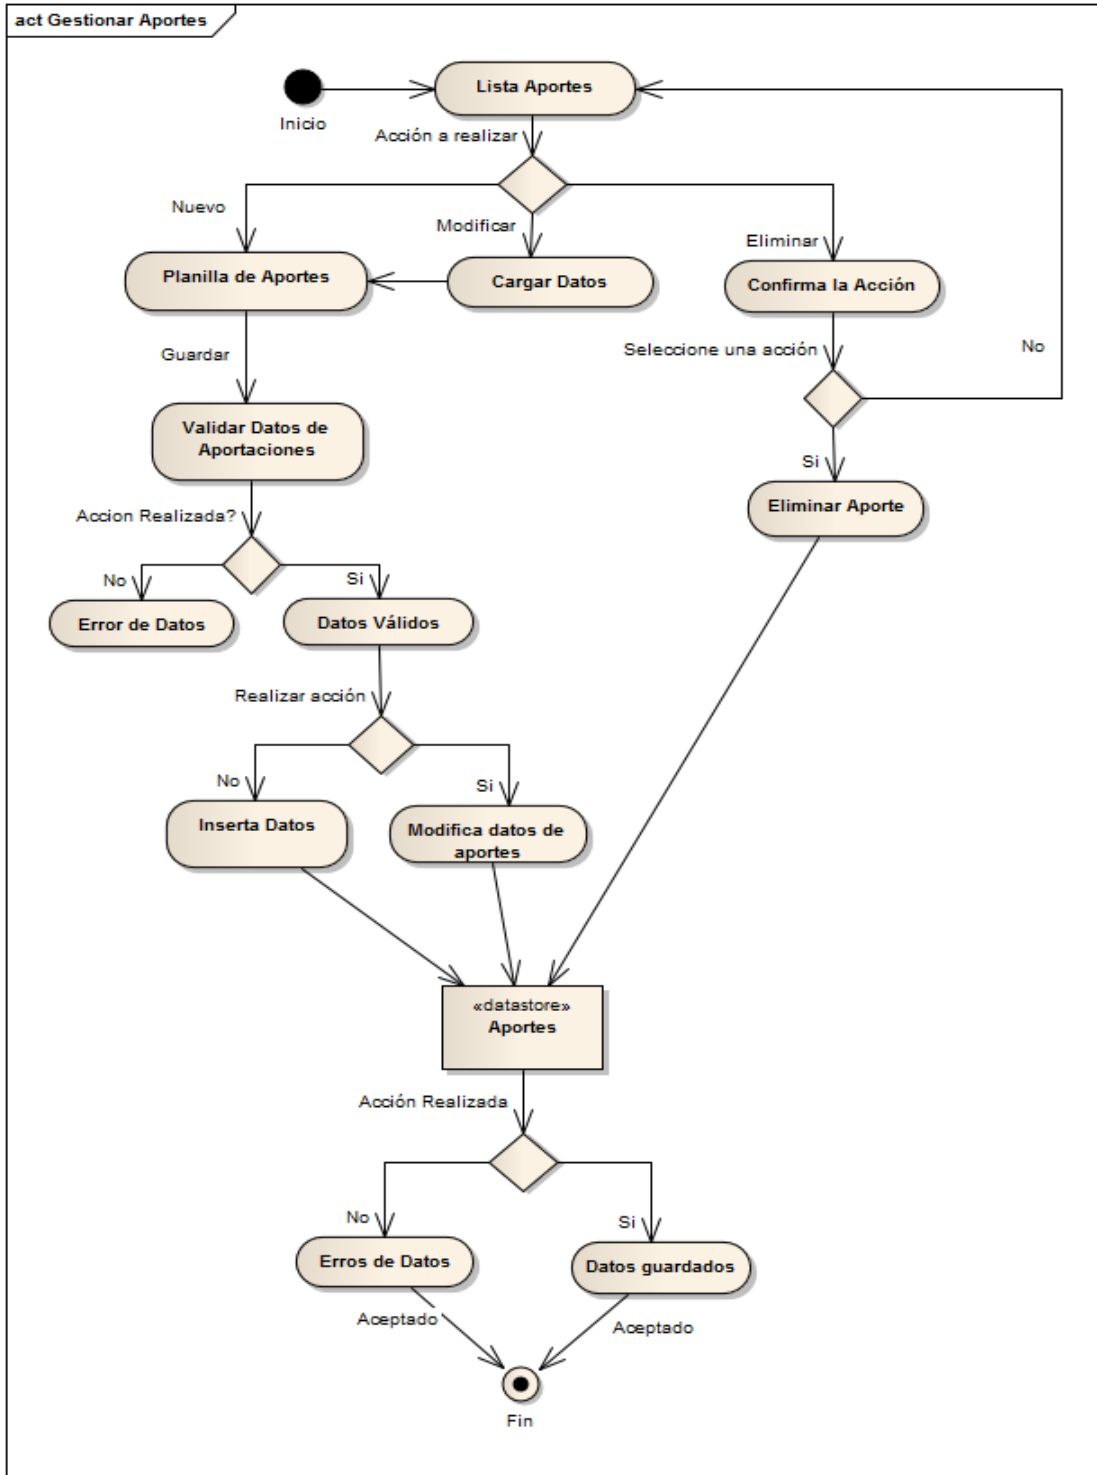 act Gestionar Aportes
Lista Aportes
Inicio
Acción a realizar
Nuevo
Modificar
Eliminar
Planilla de Aportes
Cargar Datos
Confirma la Acción
Guardar
Seleccione una acción
No
Validar Datos de
Aportaciones
Si
Eliminar Aporte
Accion Realizada?
No
Si
Error de Datos
Datos Válidos
Realizar acción
No
Si
Inserta Datos
Modifica datos de
aportes
«datastore»
Aportes
Acción Realizada
No
Si
Erros de Datos
Datos guardados
Aceptado
Aceptado
Fin